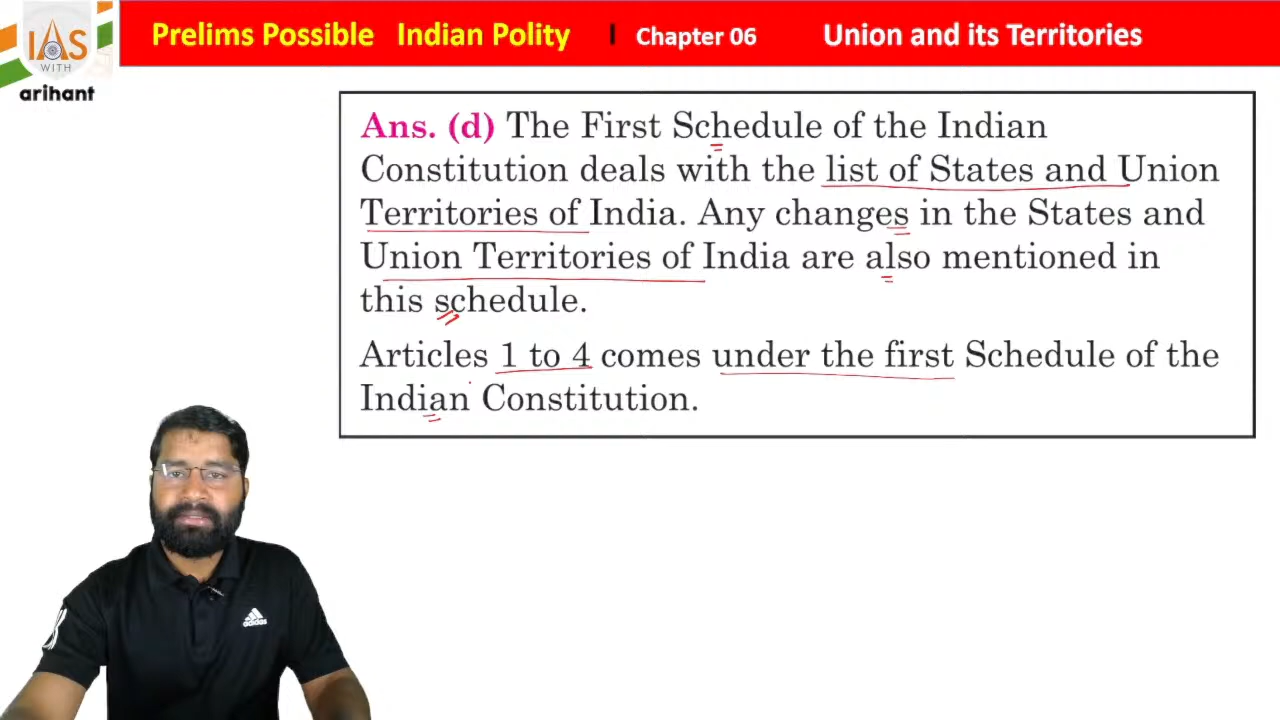 Prelims Possible Indian Polity | Chapter 06 Union and its Territories
IAS
WITH
arihant
Ans. (d) The First Schedule of the Indian
Constitution deals with the list of States and Union
Territories of India. Any changes in the States and
Union Territories of India are also mentioned in
this schedule.
Articles 1 to 4 comes under the first Schedule of the
Indian Constitution.
adidas